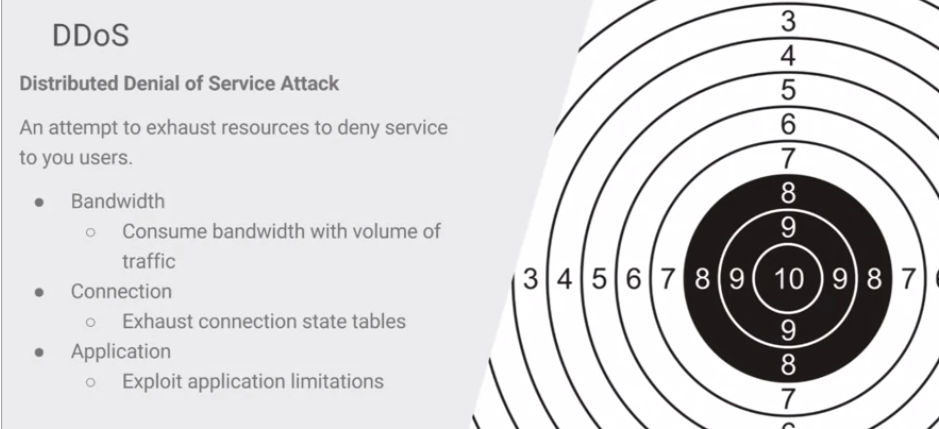 DDoS
Distributed Denial of Service Attack
An attempt to exhaust resources to deny service
to you users.
● Bandwidth
○ Consume bandwidth with volume of
traffic
● Connection
○ Exhaust connection state tables
● Application
○ Exploit application limitations
3
4
5
6
7
8
9
3 4 5 6 7 8 9 10 9 8 7
9
8
7